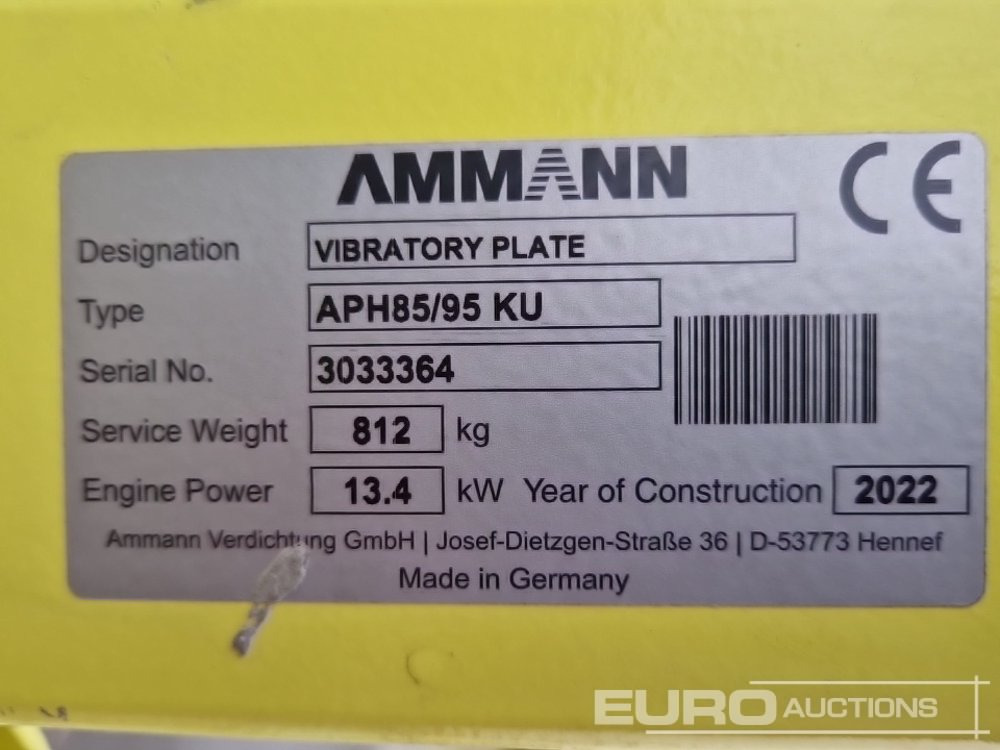 AMMANN
CE
Designation VIBRATORY PLATE
Type APH85/95 KU
Serial No. 3033364
Service Weight 812 kg
Engine Power 13.4 kW Year of Construction 2022
Ammann Verdichtung GmbH | Josef-Dietzgen-Straße 36 | D-53773 Hennef
Made in Germany
EURO AUCTIONS